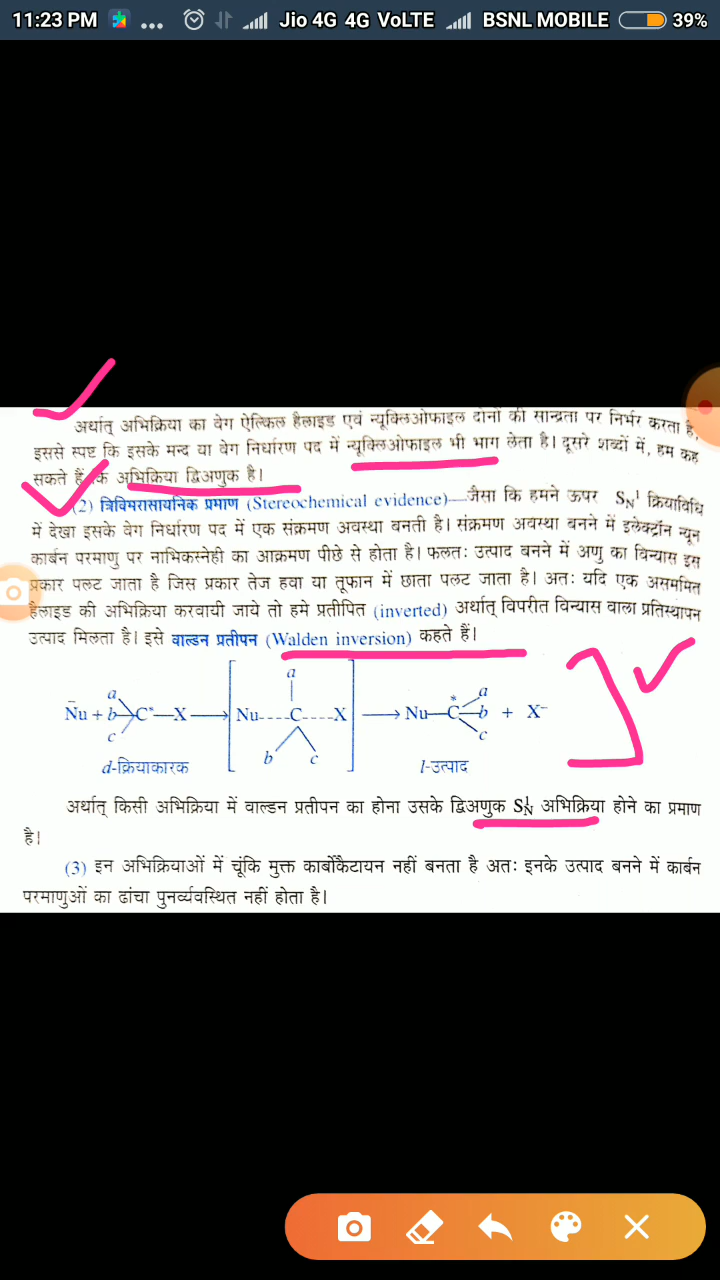 11:23 PM ... Jio 4G 4G VoLTE BSNL MOBILE 39%
अर्थात् अभिक्रिया का वेग ऐल्किल हैलाइड एवं न्यूक्लिओफाइल दोनों की सान्द्रता पर निर्भर करता है,
इससे स्पष्ट कि इसके मन्द या वेग निर्धारण पद में न्यूक्लिओफाइल भी भाग लेता है। दूसरे शब्दों में, हम कह
सकते हैं कि अभिक्रिया द्विअणुक है।
(2) त्रिविमरासायनिक प्रमाण (Stereochemical evidence)—जैसा कि हमने ऊपर S_N^1 क्रियाविधि
में देखा इसके वेग निर्धारण पद में एक संक्रमण अवस्था बनती है। संक्रमण अवस्था बनने में इलेक्ट्रॉन न्यून
कार्बन परमाणु पर नाभिकस्नेही का आक्रमण पीछे से होता है। फलतः उत्पाद बनने में अणु का विन्यास इस
प्रकार पलट जाता है जिस प्रकार तेज हवा या तूफान में छाता पलट जाता है। अतः यदि एक असममित
हैलाइड की अभिक्रिया करवायी जाये तो हमे प्रतीपित (inverted) अर्थात् विपरीत विन्यास वाला प्रतिस्थापन
उत्पाद मिलता है। इसे वाल्डन प्रतीपन (Walden inversion) कहते हैं।
a a a
N̄u + b C* — X ⟶ [Nu----C----X] ⟶ Nu—C* b + X⁻
c b c c
d-क्रियाकारक l-उत्पाद
अर्थात् किसी अभिक्रिया में वाल्डन प्रतीपन का होना उसके द्विअणुक S_N^1 अभिक्रिया होने का प्रमाण
है।
(3) इन अभिक्रियाओं में चूंकि मुक्त कार्बोकैटायन नहीं बनता है अतः इनके उत्पाद बनने में कार्बन
परमाणुओं का ढांचा पुनर्व्यवस्थित नहीं होता है।